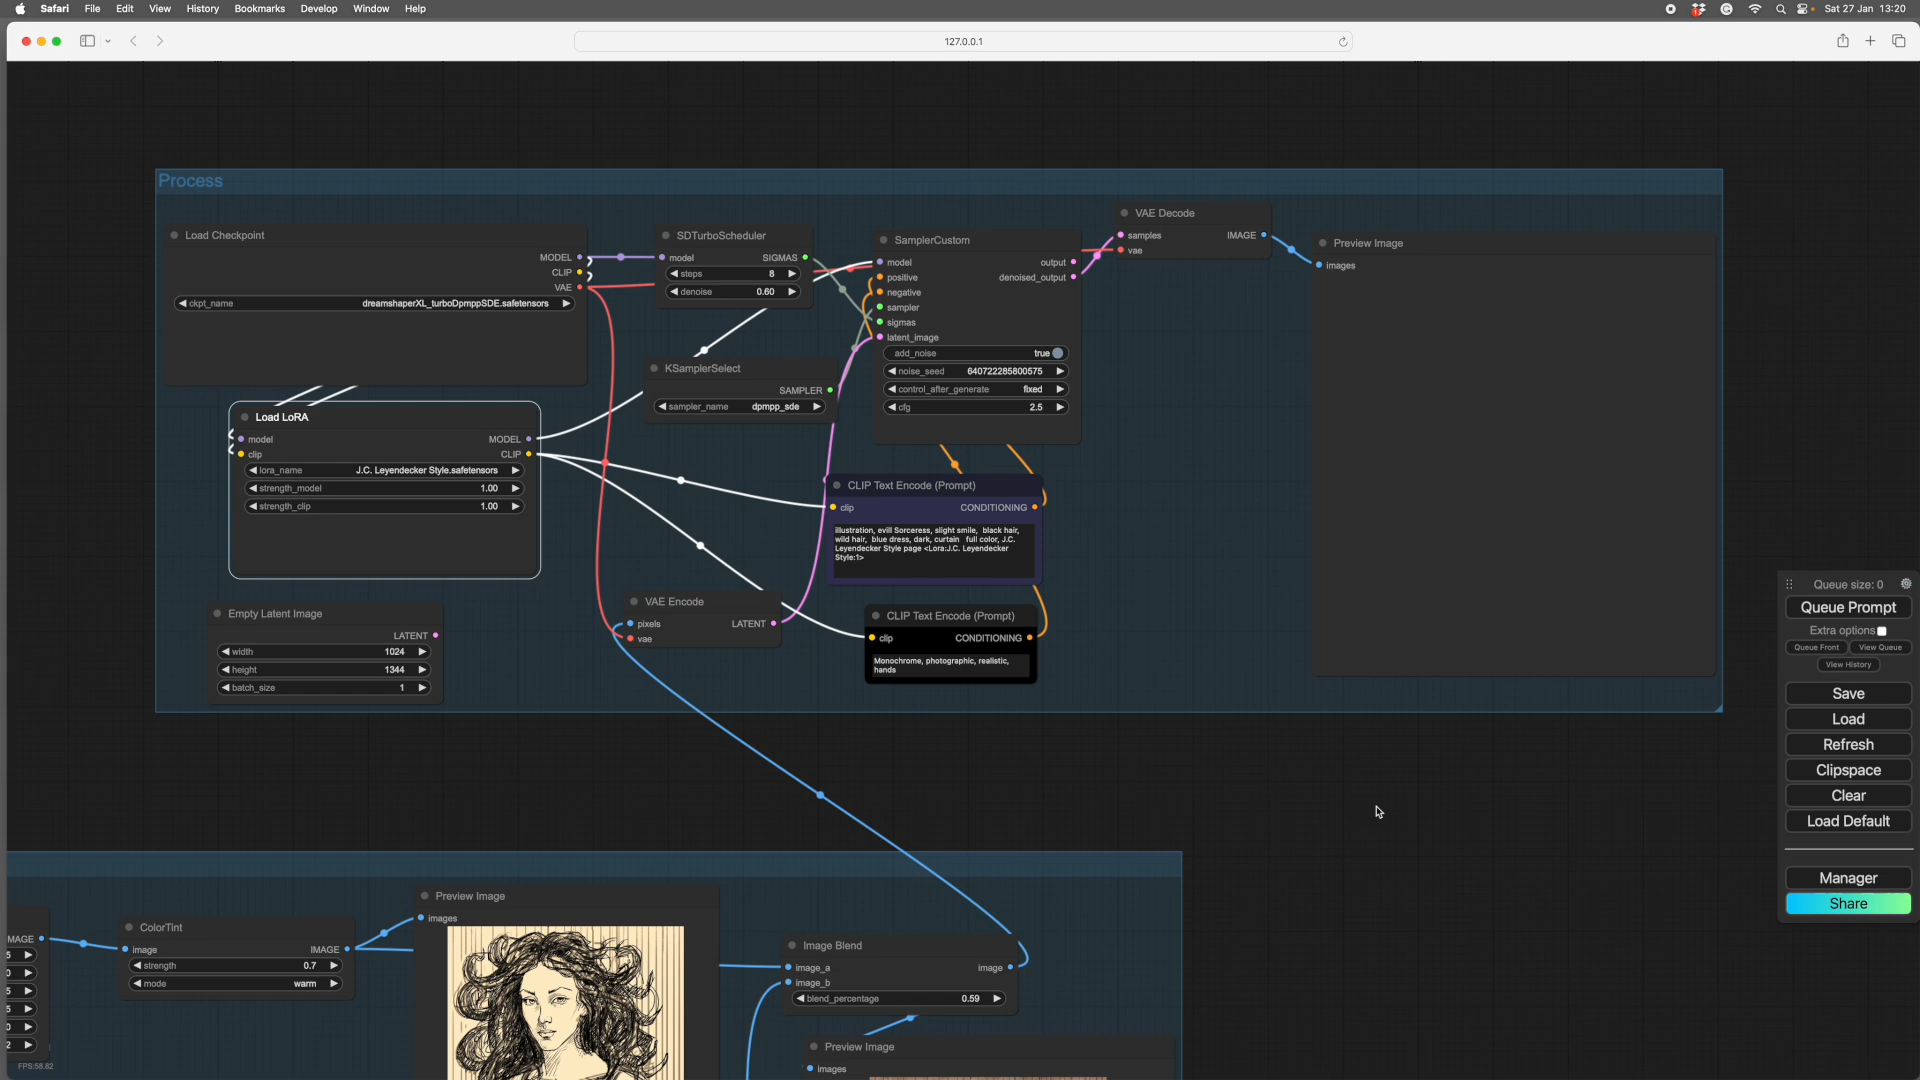 Safari File Edit View History Bookmarks Develop Window Help
Sat 27 Jan 13:20
127.0.0.1
Process
Load Checkpoint
MODEL
CLIP
VAE
ckpt_name dreamshaperXL_turboDpmppSDE.safetensors
SDTurboScheduler
model SIGMAS
steps 8
denoise 0.60
KSamplerSelect
SAMPLER
sampler_name dpmpp_sde
SamplerCustom
model output
positive denoised_output
negative
sampler
sigmas
latent_image
add_noise true
noise_seed 640722285800575
control_after_generate fixed
cfg 2.5
VAE Decode
samples IMAGE
vae
Preview Image
images
Load LoRA
model MODEL
clip CLIP
lora_name J.C. Leyendecker Style.safetensors
strength_model 1.00
strength_clip 1.00
CLIP Text Encode (Prompt)
clip CONDITIONING
illustration, evill Sorceress, slight smile, black hair,
wild hair, blue dress, dark, curtain full color, J.C.
Leyendecker Style page <Lora:J.C. Leyendecker
Style:1>
Empty Latent Image
LATENT
width 1024
height 1344
batch_size 1
VAE Encode
pixels LATENT
vae
CLIP Text Encode (Prompt)
clip CONDITIONING
Monochrome, photographic, realistic,
hands
Queue size: 0
Queue Prompt
Extra options
Queue Front View Queue
View History
Save
Load
Refresh
Clipspace
Clear
Load Default
Manager
Share
MAGE
5
0
5
5
0
2
ColorTint
image IMAGE
strength 0.7
mode warm
Preview Image
images
Image Blend
image_a image
image_b
blend_percentage 0.59
Preview Image
images
FPS:58.82